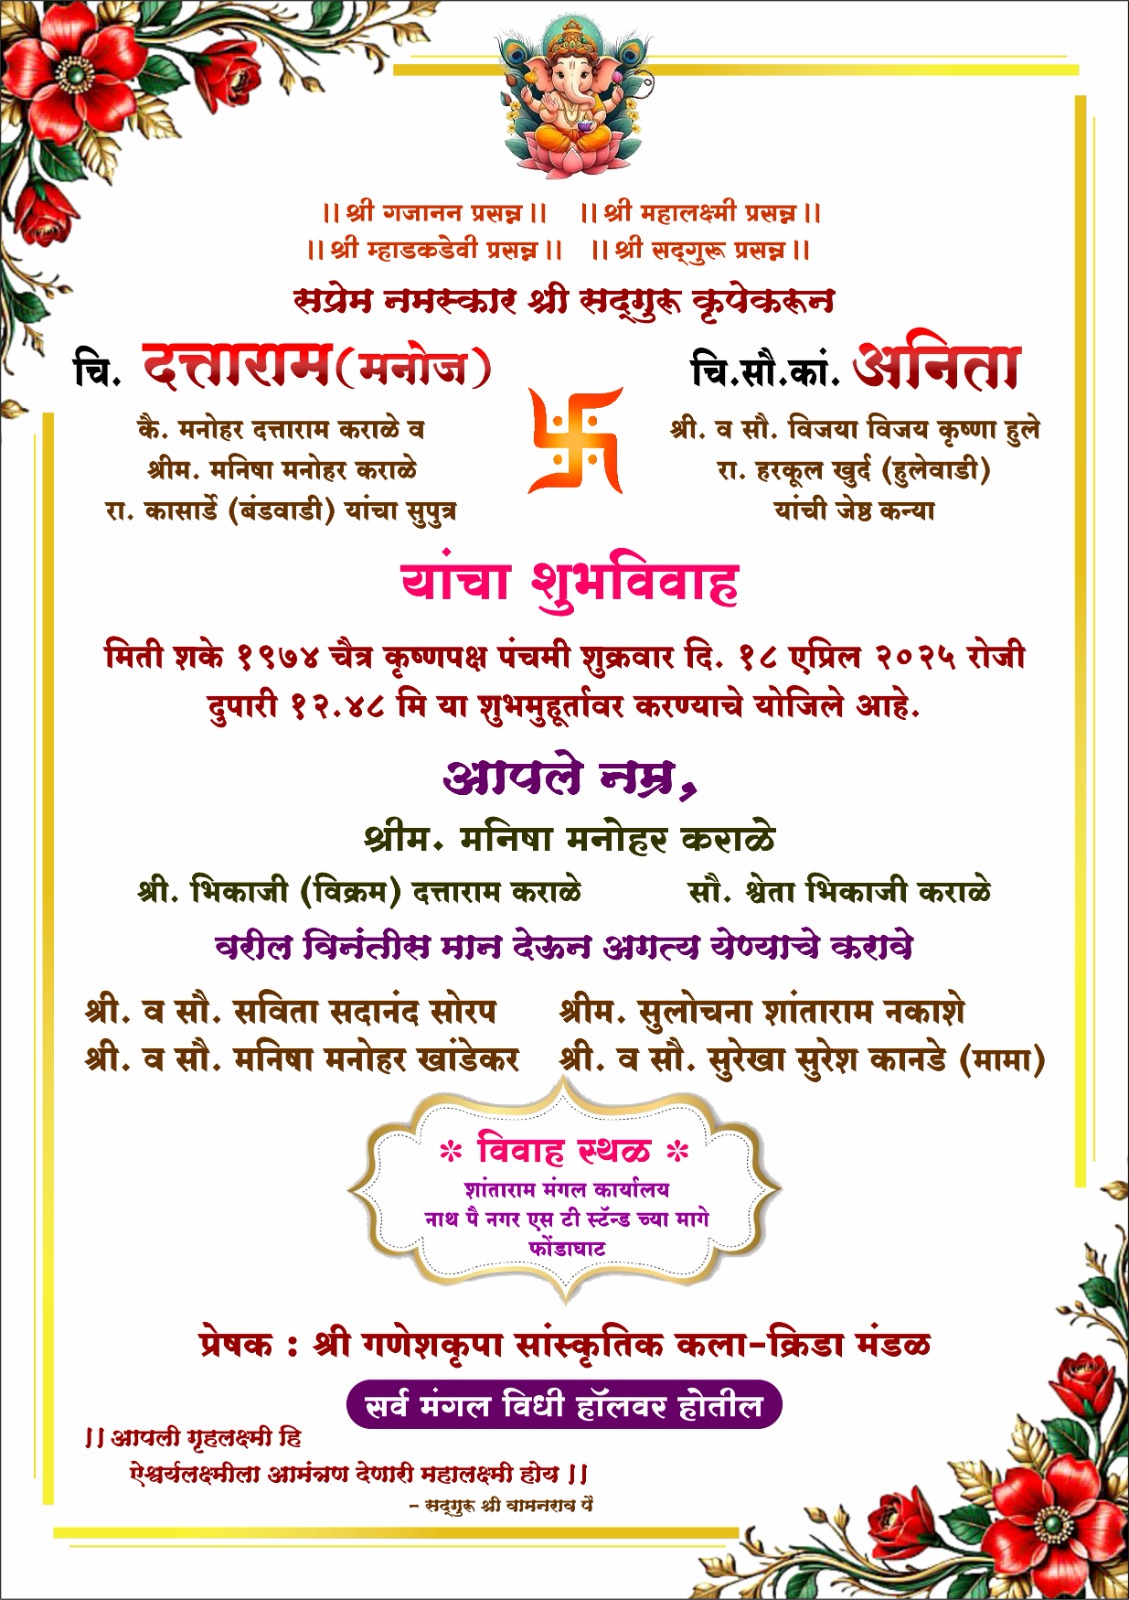 ।। श्री गजानन प्रसन्न ।। ।। श्री महालक्ष्मी प्रसन्न ।।
।। श्री म्हाडकडेवी प्रसन्न ।। ।। श्री सद्‌गुरू प्रसन्न ।।
सप्रेम नमस्कार श्री सद्‌गुरू कृपेकरून
चि. दत्ताराम(मनोज)
कै. मनोहर दत्ताराम कराळे व
श्रीम. मनिषा मनोहर कराळे
रा. कासार्डे (बंडवाडी) यांचा सुपुत्र
चि.सौ.कां. अनिता
श्री. व सौ. विजया विजय कृष्णा हुले
रा. हरकूल खुर्द (हुलेवाडी)
यांची जेष्ठ कन्या
यांचा शुभविवाह
मिती शके १९७४ चैत्र कृष्णपक्ष पंचमी शुक्रवार दि. १८ एप्रिल २०२५ रोजी
दुपारी १२.४८ मि या शुभमुहूर्तावर करण्याचे योजिले आहे.
आपले नम्र,
श्रीम. मनिषा मनोहर कराळे
श्री. भिकाजी (विक्रम) दत्ताराम कराळे सौ. श्वेता भिकाजी कराळे
वरील विनंतीस मान देऊन अगत्य येण्याचे करावे
श्री. व सौ. सविता सदानंद सोरप श्रीम. सुलोचना शांताराम नकाशे
श्री. व सौ. मनिषा मनोहर खांडेकर श्री. व सौ. सुरेखा सुरेश कानडे (मामा)
* विवाह स्थळ *
शांताराम मंगल कार्यालय
नाथ पै नगर एस टी स्टॅन्ड च्या मागे
फोंडाघाट
प्रेषक : श्री गणेशकृपा सांस्कृतिक कला-क्रिडा मंडळ
सर्व मंगल विधी हॉलवर होतील
।। आपली गृहलक्ष्मी हि
ऐश्वर्यलक्ष्मीला आमंत्रण देणारी महालक्ष्मी होय ।।
- सद्‌गुरू श्री वामनराव पै